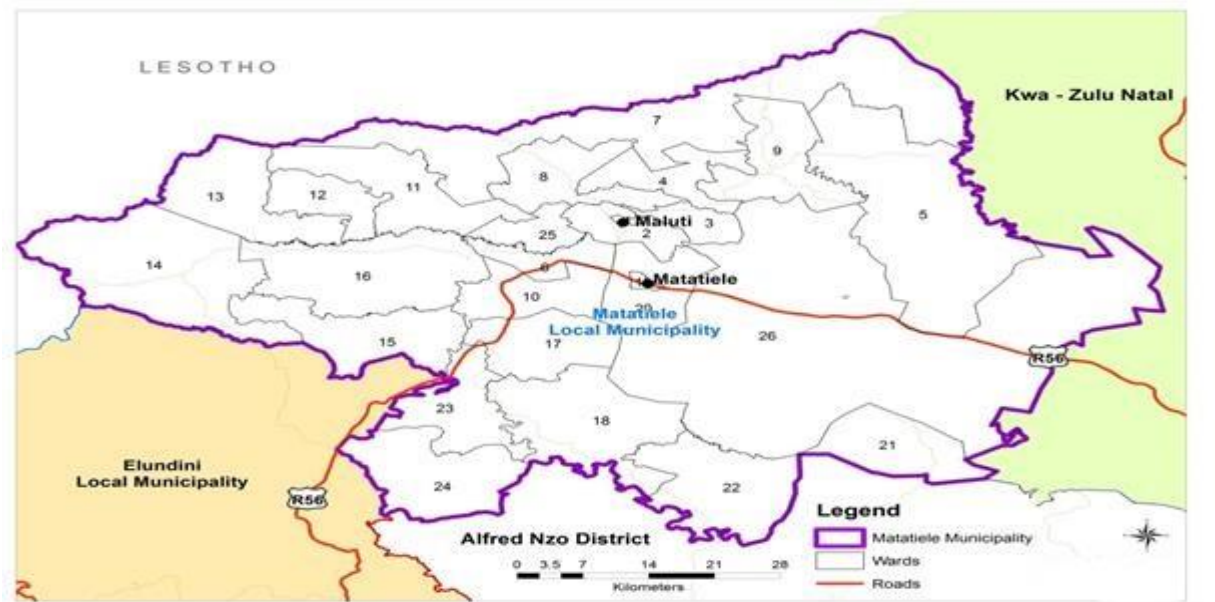 LESOTHO
Kwa - Zulu Natal
7
9
8
4
13
12
11
5
3
Maluti
2
25
14
16
6
Matatiele
10
20
Matatiele
Local Municipality
26
15
17
R56
23
18
21
Elundini
Local Municipality
24
22
R56
Legend
Alfred Nzo District
Matatiele Municipality
0 3.5 7 14 21 28
Wards
Kilometers
Roads